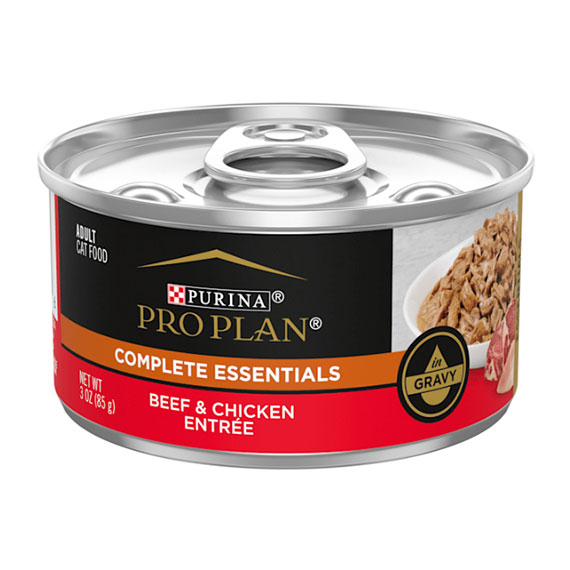 ADULT
CAT FOOD
PURINA®
PRO PLAN®
COMPLETE ESSENTIALS
NET WT
3 OZ (85 g)
BEEF & CHICKEN
ENTRÉE
in
GRAVY